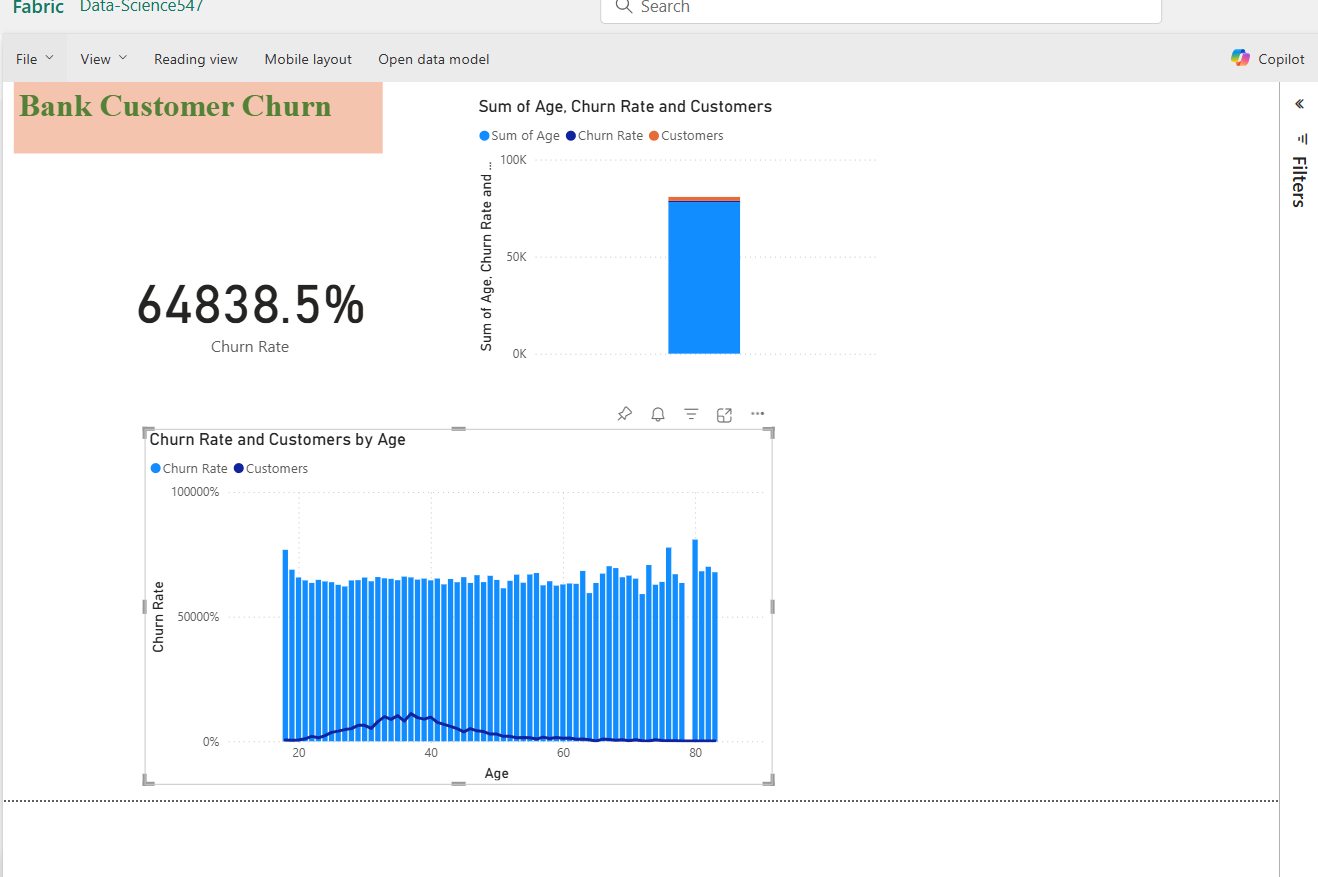 Fabric Data-Science547
Search
File View Reading view Mobile layout Open data model
Copilot
Bank Customer Churn
Sum of Age, Churn Rate and Customers
Sum of Age Churn Rate Customers
Sum of Age, Churn Rate and ...
100K
50K
0K
Filters
64838.5%
Churn Rate
Churn Rate and Customers by Age
Churn Rate Customers
Churn Rate
100000%
50000%
0%
20 40 60 80
Age